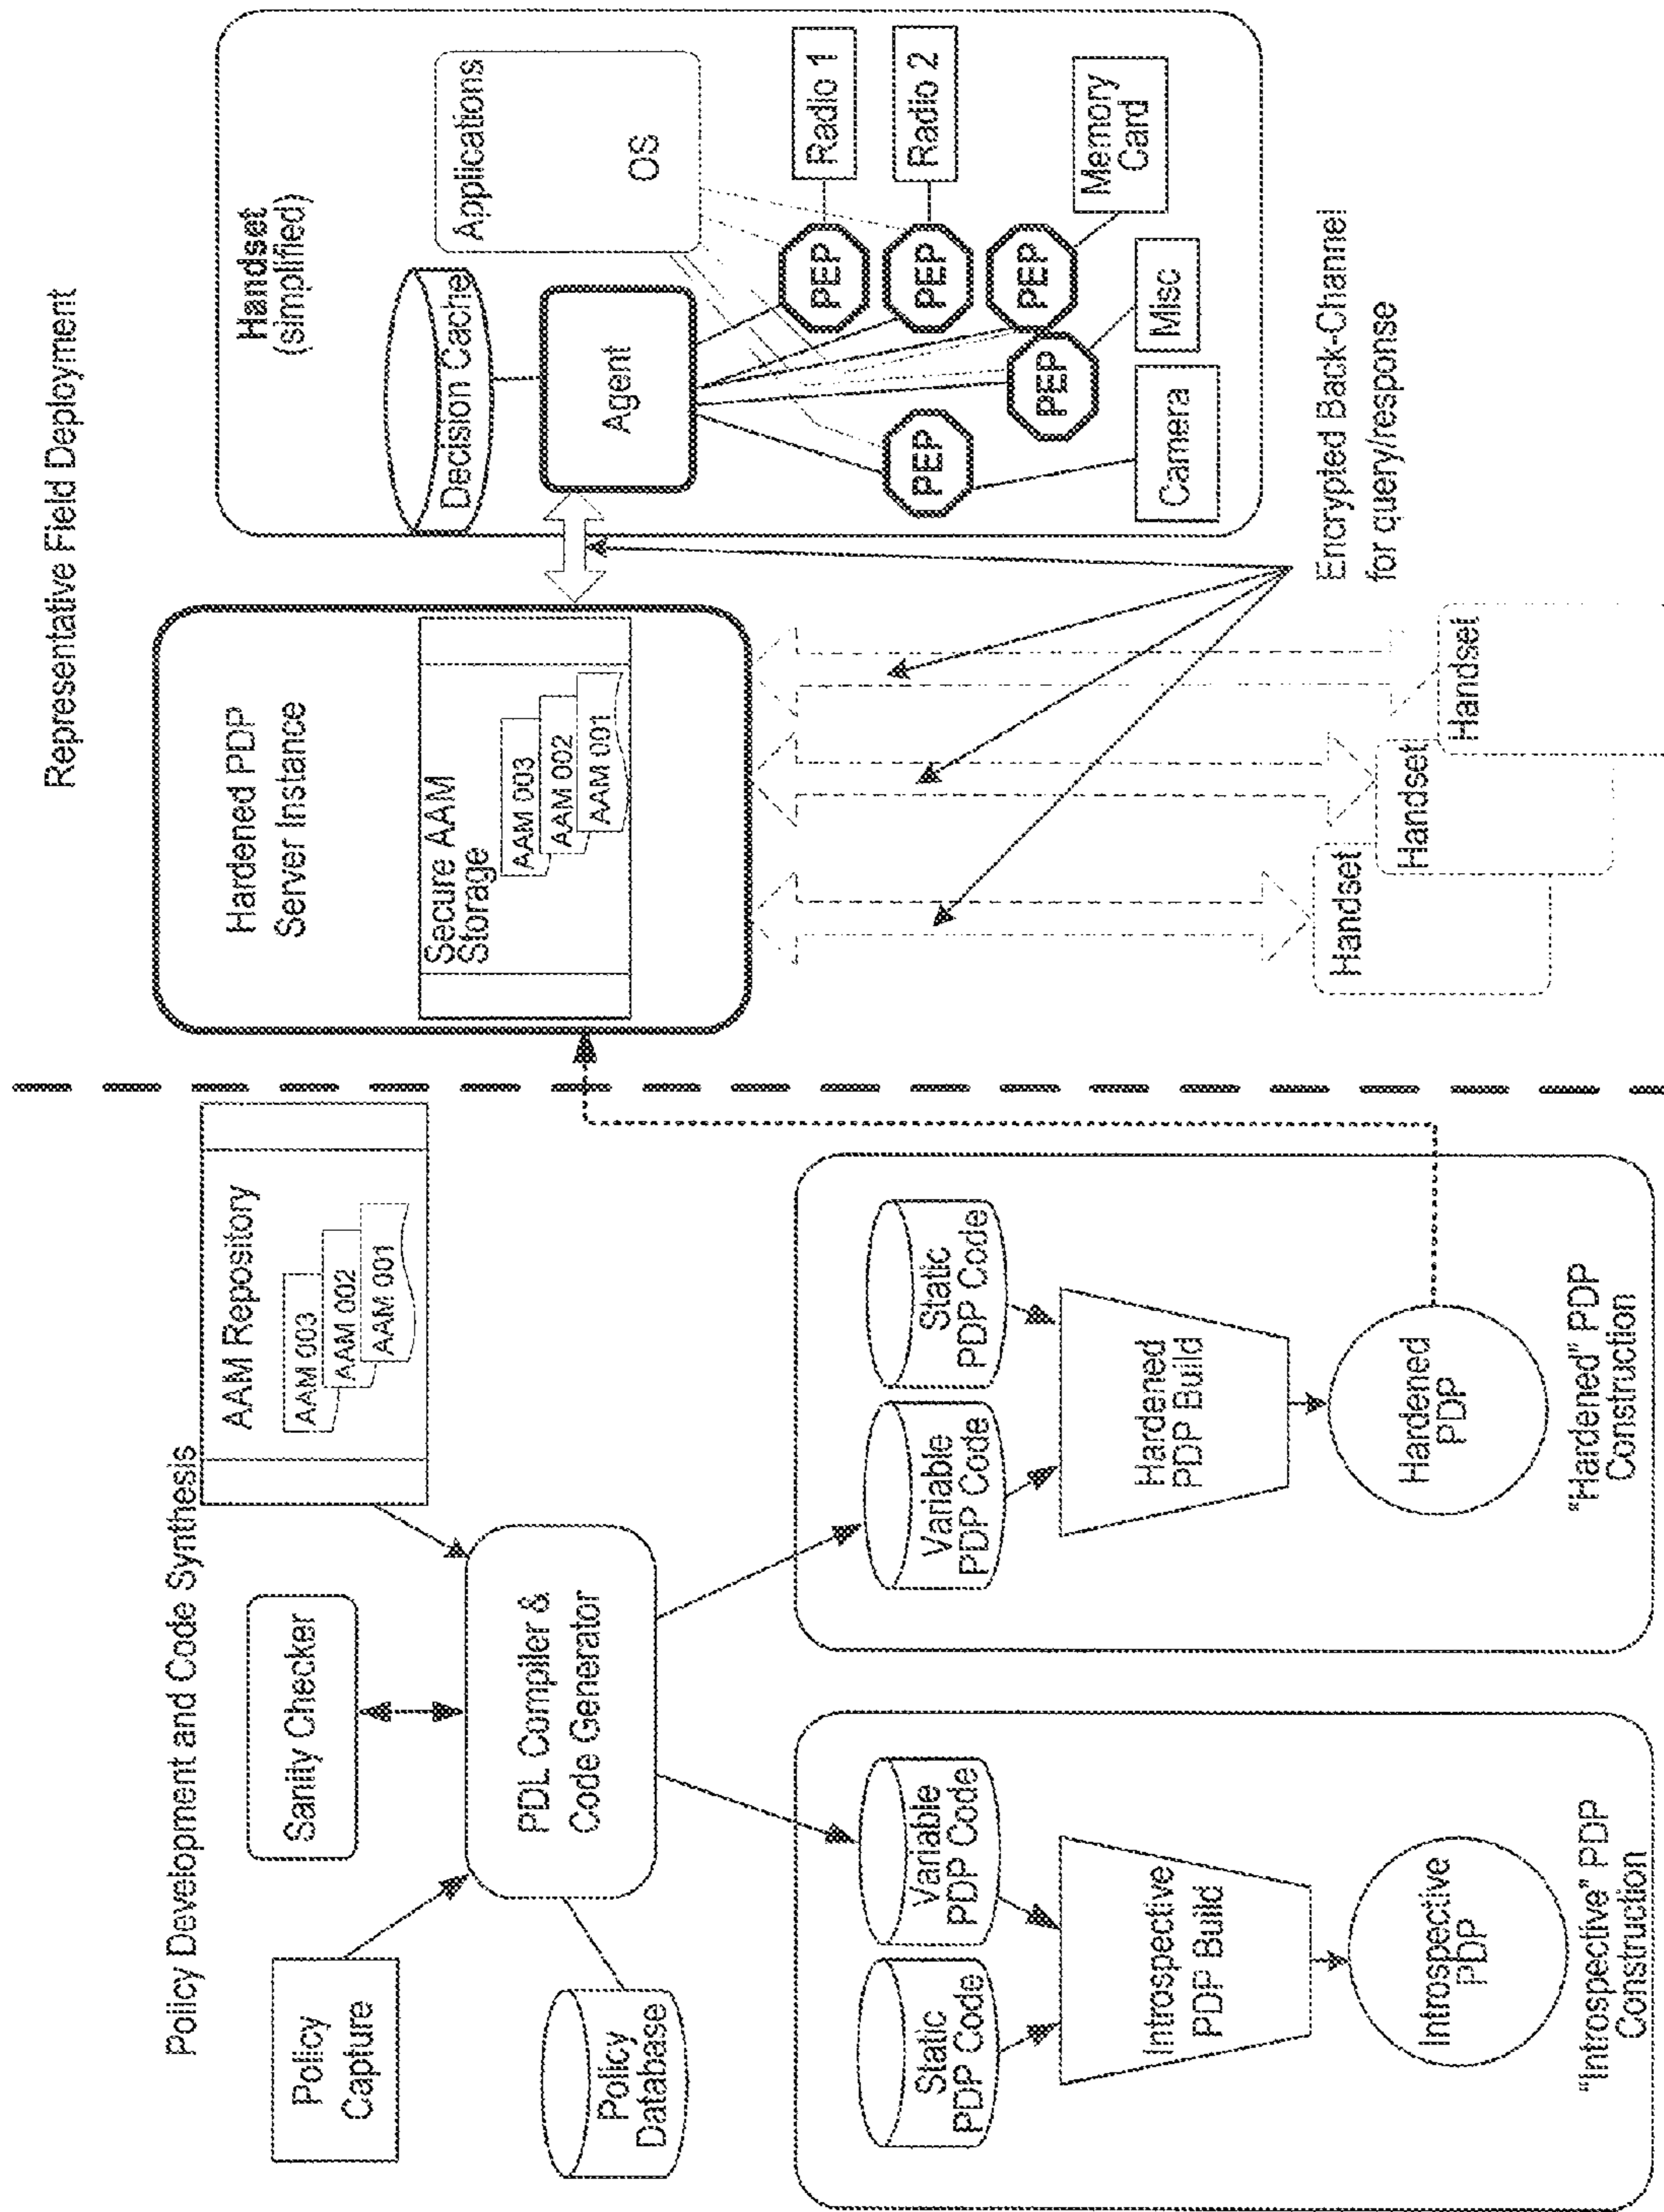 Policy Development and Code Synthesis
Policy
Capture
Sanity Checker
AAM Repository
AAM 003
AAM 002
AAM 001
Policy
Database
PDL Compiler &
Code Generator
Static
PDP Code
Variable
PDP Code
Introspective
PDP Build
Introspective
PDP
"Introspective" PDP
Construction
Variable
PDP Code
Static
PDP Code
Hardened
PDP Build
Hardened
PDP
"Hardened" PDP
Construction
Representative Field Deployment
Hardened PDP
Server Instance
Secure AAM
Storage
AAM 003
AAM 002
AAM 001
Handset
(simplified)
Decision Cache
Applications
OS
Agent
PEP
PEP
PEP
PEP
PEP
Radio 1
Radio 2
Memory
Card
Misc
Camera
Encrypted Back-Channel
for query/response
Handset
Handset
Handset